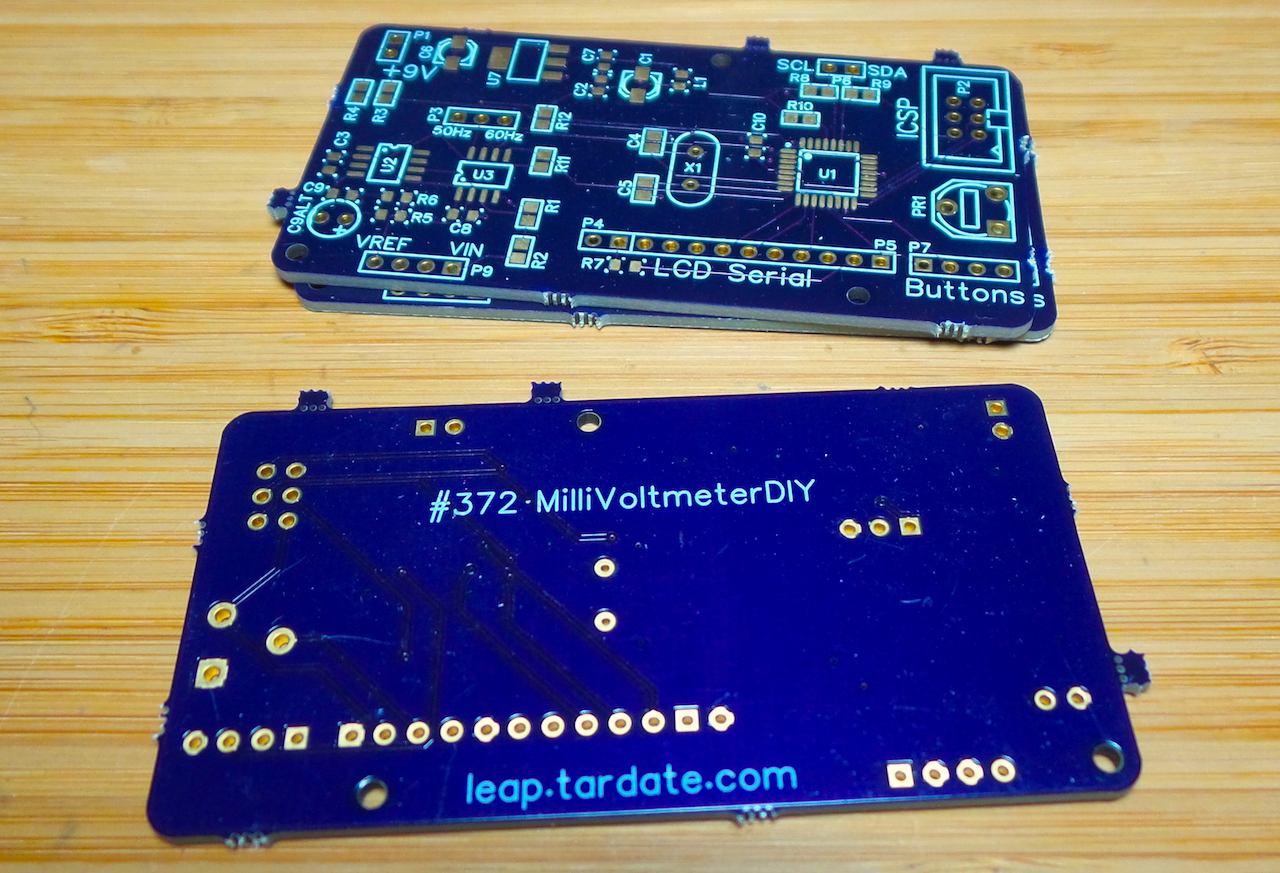 P1
C6
+9V
U7
C7
C1
C2
L1
SCL
SDA
R8
P6
R9
R10
P2
ICSP
R4
R3
P3
50Hz
60Hz
R12
C4
C10
C3
U2
U3
R11
X1
U1
C5
PR1
C9
C9ALT
+
R6
R5
C8
R1
R2
VREF
VIN
P9
P4
P5
P7
R7
LCD Serial
Buttons
s
#372 MilliVoltmeterDIY
leap.tardate.com